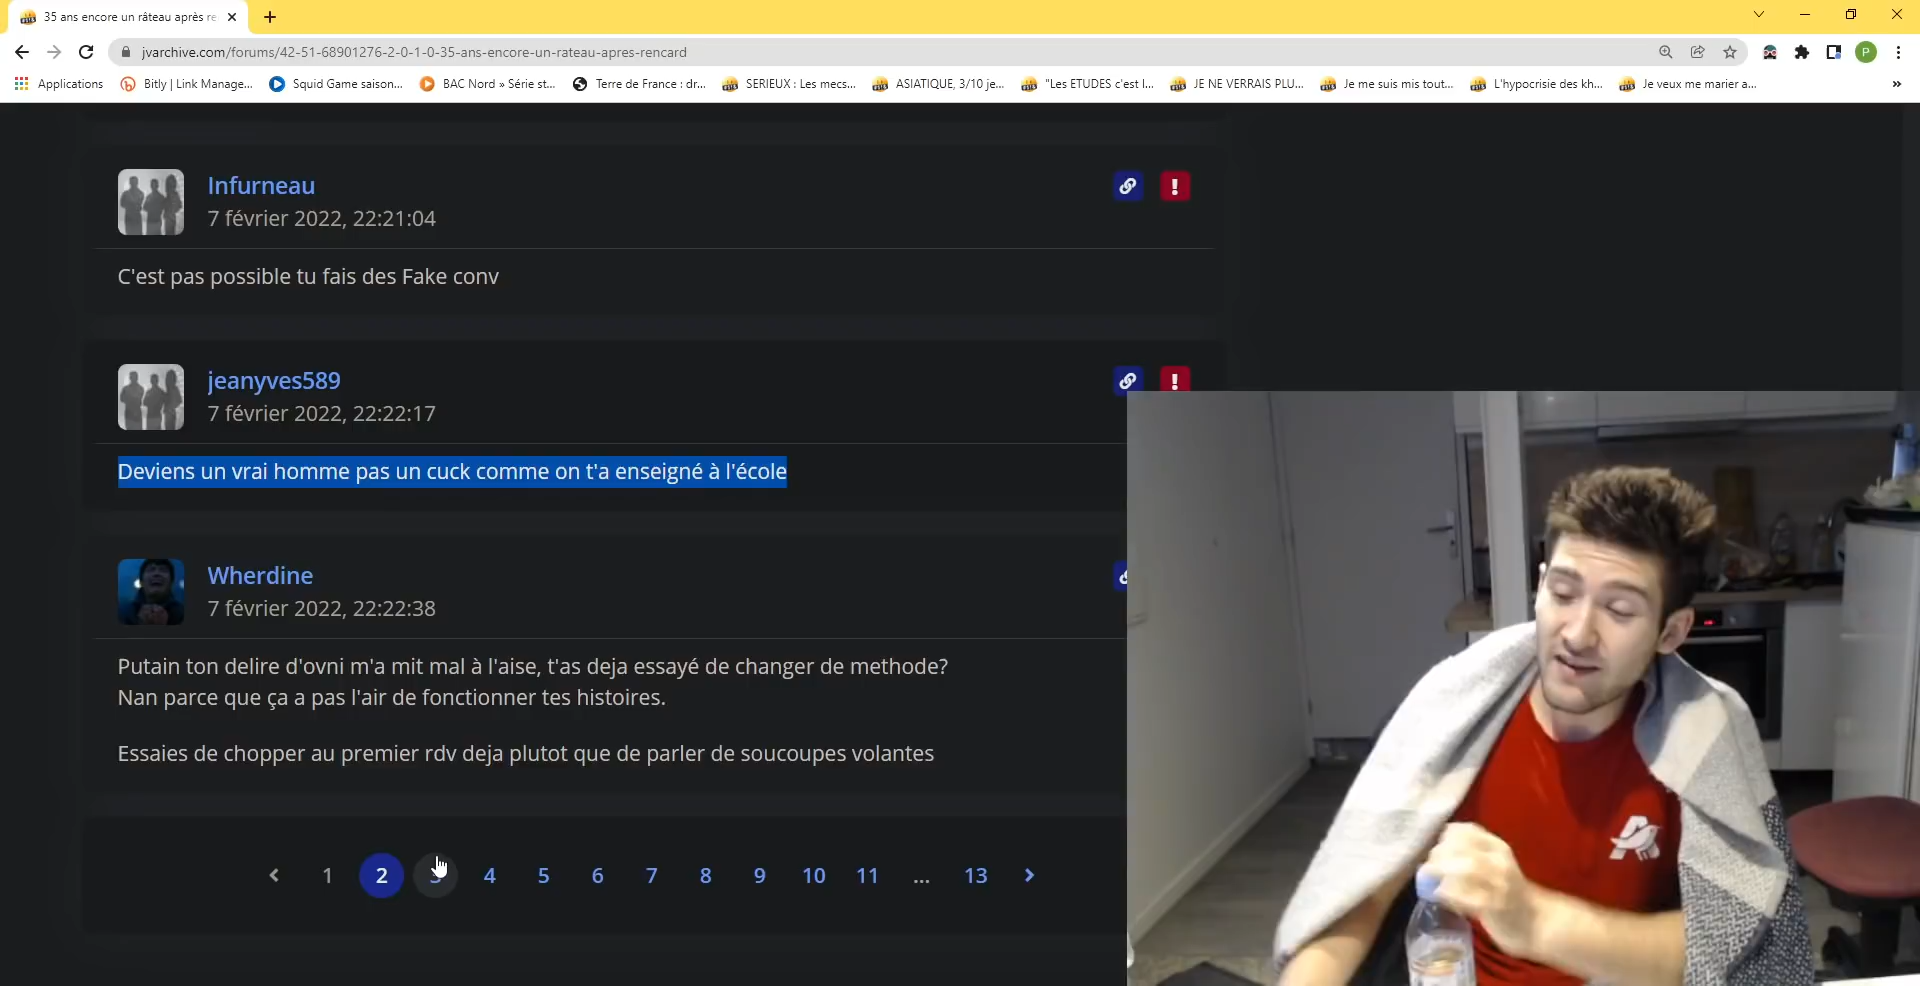 35 ans encore un râteau après re
jvarchive.com/forums/42-51-68901276-2-0-1-0-35-ans-encore-un-rateau-apres-rencard
P
Applications Bitly | Link Manage... Squid Game saison... BAC Nord » Série st... Terre de France : dr... SERIEUX : Les mecs... ASIATIQUE, 3/10 je... "Les ETUDES c'est l... JE NE VERRAIS PLU... Je me suis mis tout... L'hypocrisie des kh... Je veux me marier a... »
Infurneau
7 février 2022, 22:21:04
C'est pas possible tu fais des Fake conv
jeanyves589
7 février 2022, 22:22:17
Deviens un vrai homme pas un cuck comme on t'a enseigné à l'école
Wherdine
7 février 2022, 22:22:38
Putain ton delire d'ovni m'a mit mal à l'aise, t'as deja essayé de changer de methode?
Nan parce que ça a pas l'air de fonctionner tes histoires.
Essaies de chopper au premier rdv deja plutot que de parler de soucoupes volantes
1 2 3 4 5 6 7 8 9 10 11 ... 13